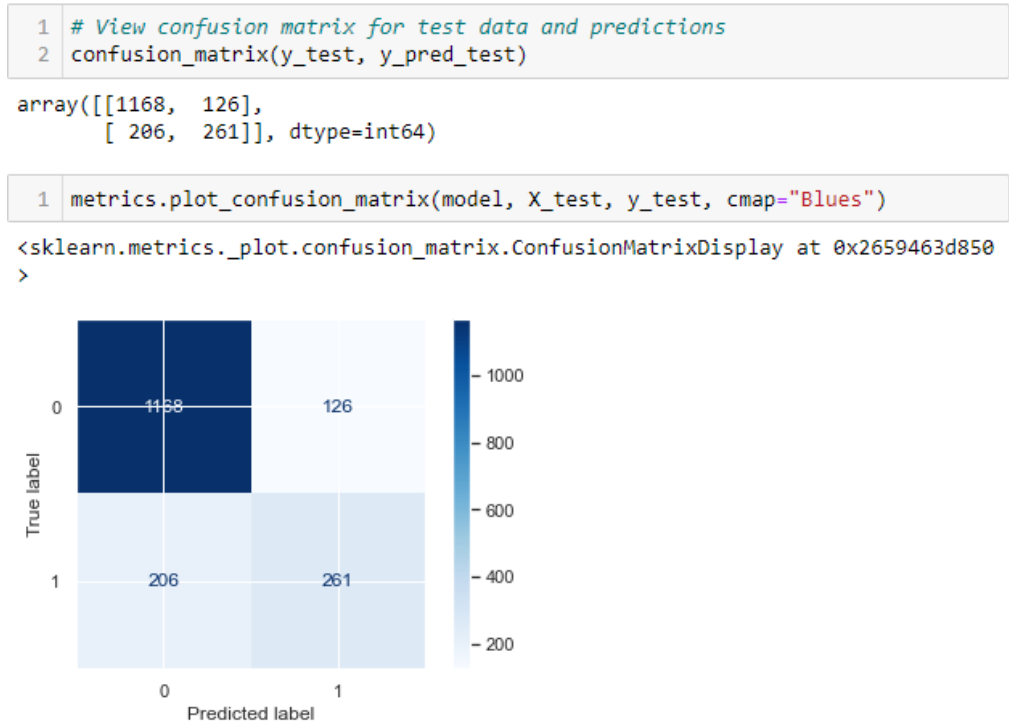 1 # View confusion matrix for test data and predictions
2 confusion_matrix(y_test, y_pred_test)
array([[1168,  126],
       [ 206,  261]], dtype=int64)
1 metrics.plot_confusion_matrix(model, X_test, y_test, cmap="Blues")
<sklearn.metrics._plot.confusion_matrix.ConfusionMatrixDisplay at 0x2659463d850
>
1000
0 1168 126
800
True label
600
1 206 261
400
200
0 1
Predicted label